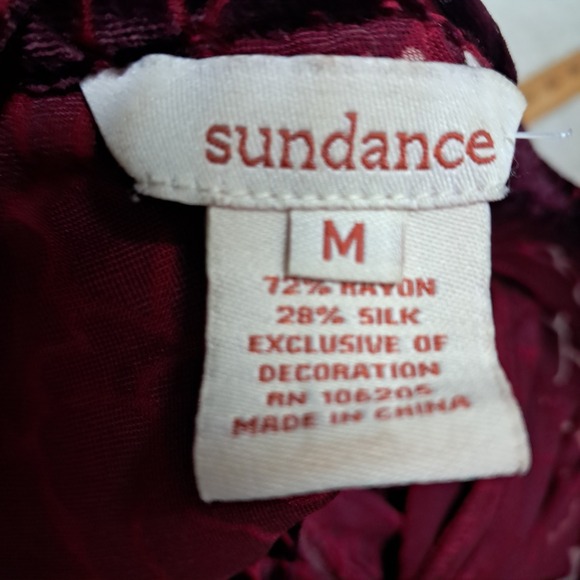 sundance
M
72% RAYON
28% SILK
EXCLUSIVE OF
DECORATION
RN 106205
MADE IN CHINA